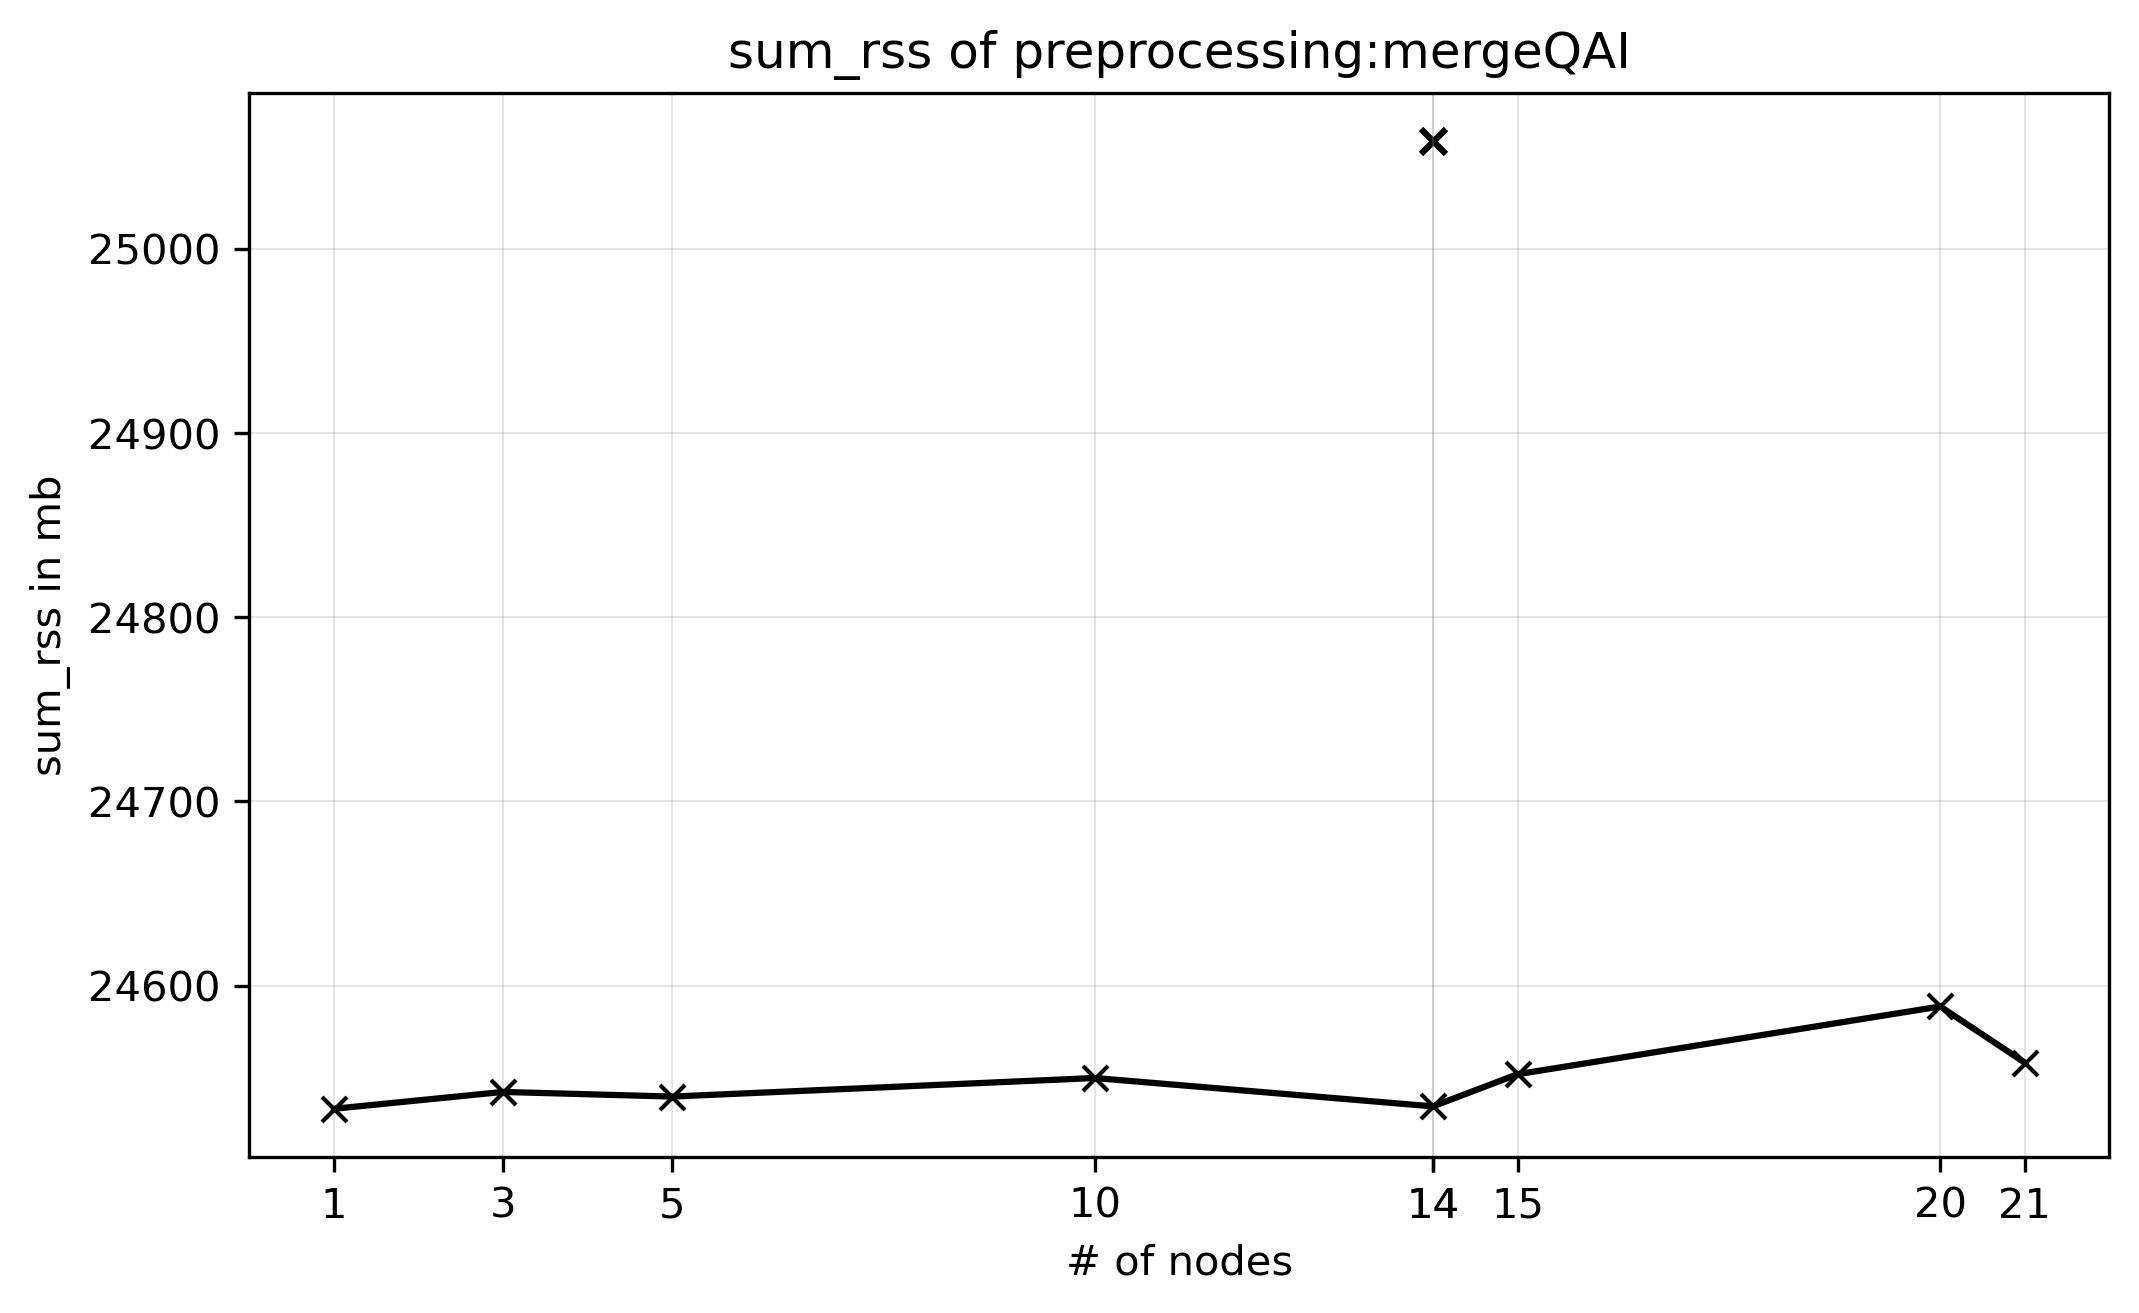 sum_rss of preprocessing:mergeQAI
25000
24900
24800
24700
24600
sum_rss in mb
1 3 5 10 14 15 20 21
# of nodes